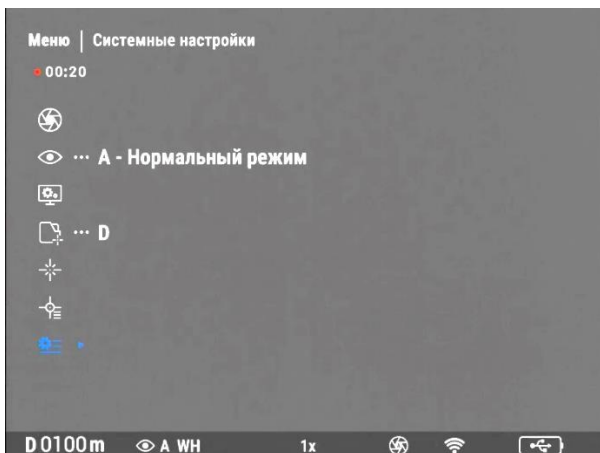 Меню | Системные настройки
00:20
... A - Нормальный режим
... D
D 0100 m A WH 1x